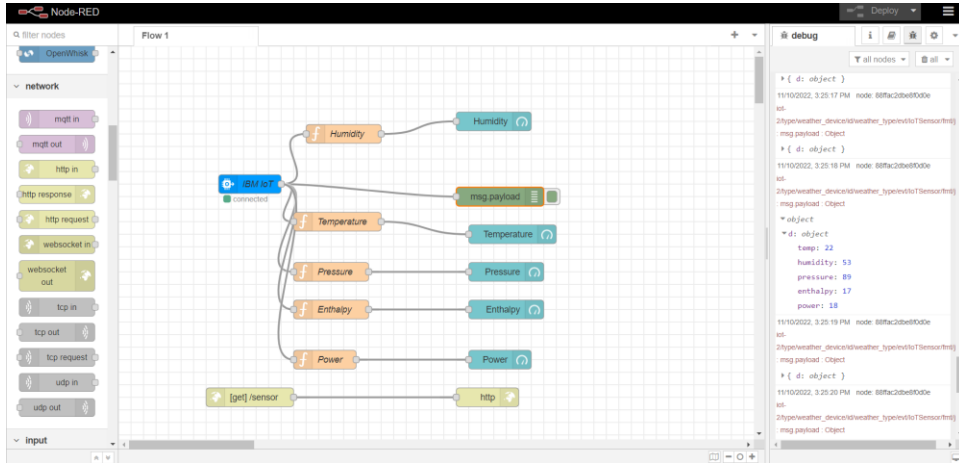 Node-RED
Deploy
filter nodes
Flow 1
debug
i
all nodes
all
OpenWhisk
network
mqtt in
mqtt out
http in
http response
http request
websocket in
websocket
out
tcp in
tcp out
tcp request
udp in
udp out
input
Humidity
Humidity
IBM IoT
connected
msg.payload
Temperature
Temperature
Pressure
Pressure
Enthalpy
Enthalpy
Power
Power
[get] /sensor
http
{ d: object }
11/10/2022, 3:25:17 PM node: 88ffac2dbe8f0d0e
iot-
2/type/weather_device/id/weather_type/evt/IoTSensor/fmt/j
msg.payload : Object
{ d: object }
11/10/2022, 3:25:18 PM node: 88ffac2dbe8f0d0e
iot-
2/type/weather_device/id/weather_type/evt/IoTSensor/fmt/j
msg.payload : Object
object
d: object
temp: 22
humidity: 53
pressure: 89
enthalpy: 17
power: 18
11/10/2022, 3:25:19 PM node: 88ffac2dbe8f0d0e
iot-
2/type/weather_device/id/weather_type/evt/IoTSensor/fmt/j
msg.payload : Object
{ d: object }
11/10/2022, 3:25:20 PM node: 88ffac2dbe8f0d0e
iot-
2/type/weather_device/id/weather_type/evt/IoTSensor/fmt/j
msg.payload : Object